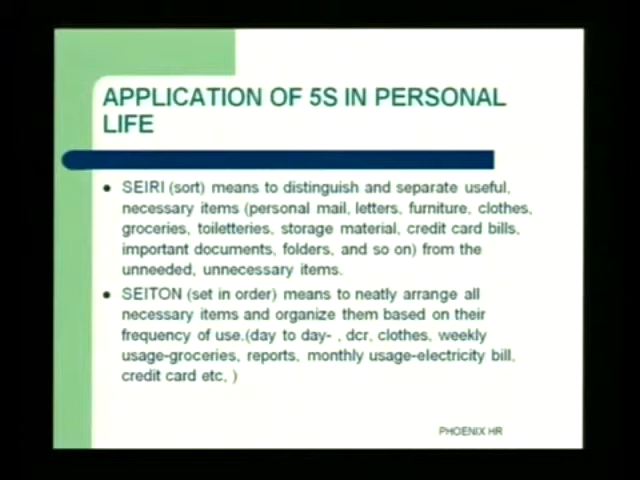 APPLICATION OF 5S IN PERSONAL
LIFE
• SEIRI (sort) means to distinguish and separate useful,
necessary items (personal mail, letters, furniture, clothes,
groceries, toiletteries, storage material, credit card bills,
important documents, folders, and so on) from the
unneeded, unnecessary items.
• SEITON (set in order) means to neatly arrange all
necessary items and organize them based on their
frequency of use.(day to day- , dcr, clothes, weekly
usage-groceries, reports, monthly usage-electricity bill,
credit card etc, )
PHOENIX HR